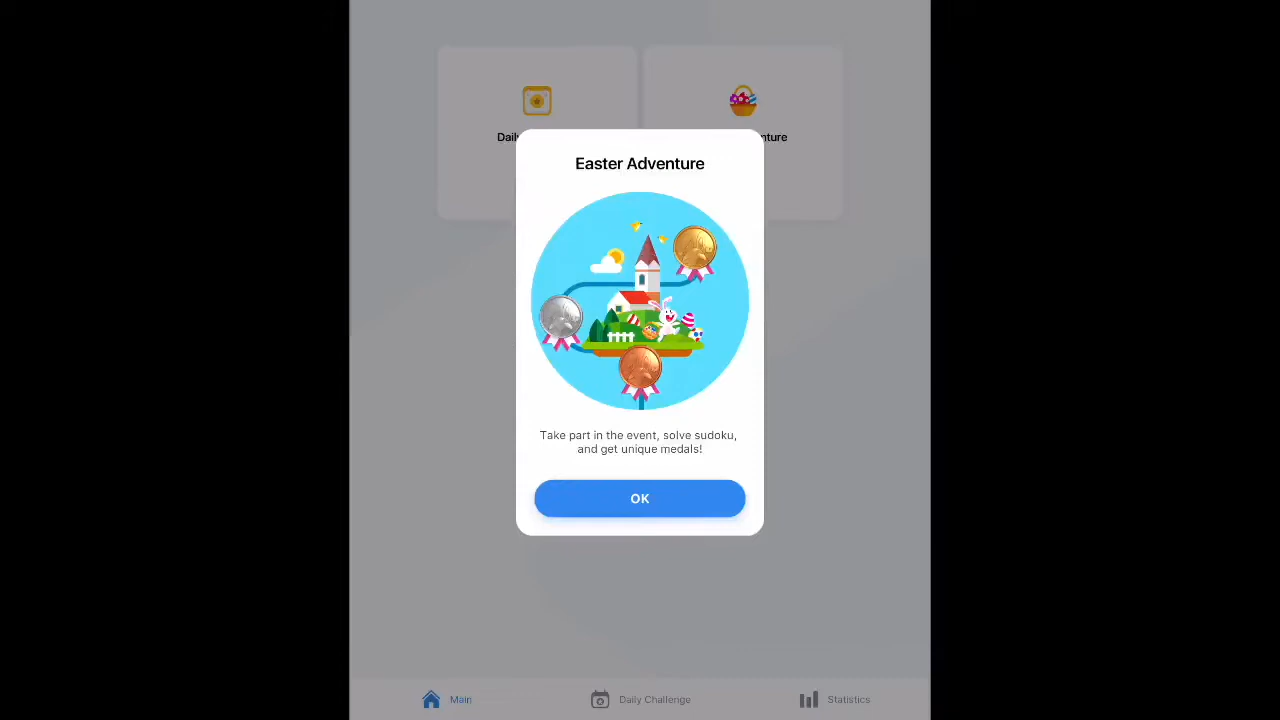 Easter Adventure
Take part in the event, solve sudoku,
and get unique medals!
OK
Main
Daily Challenge
Statistics